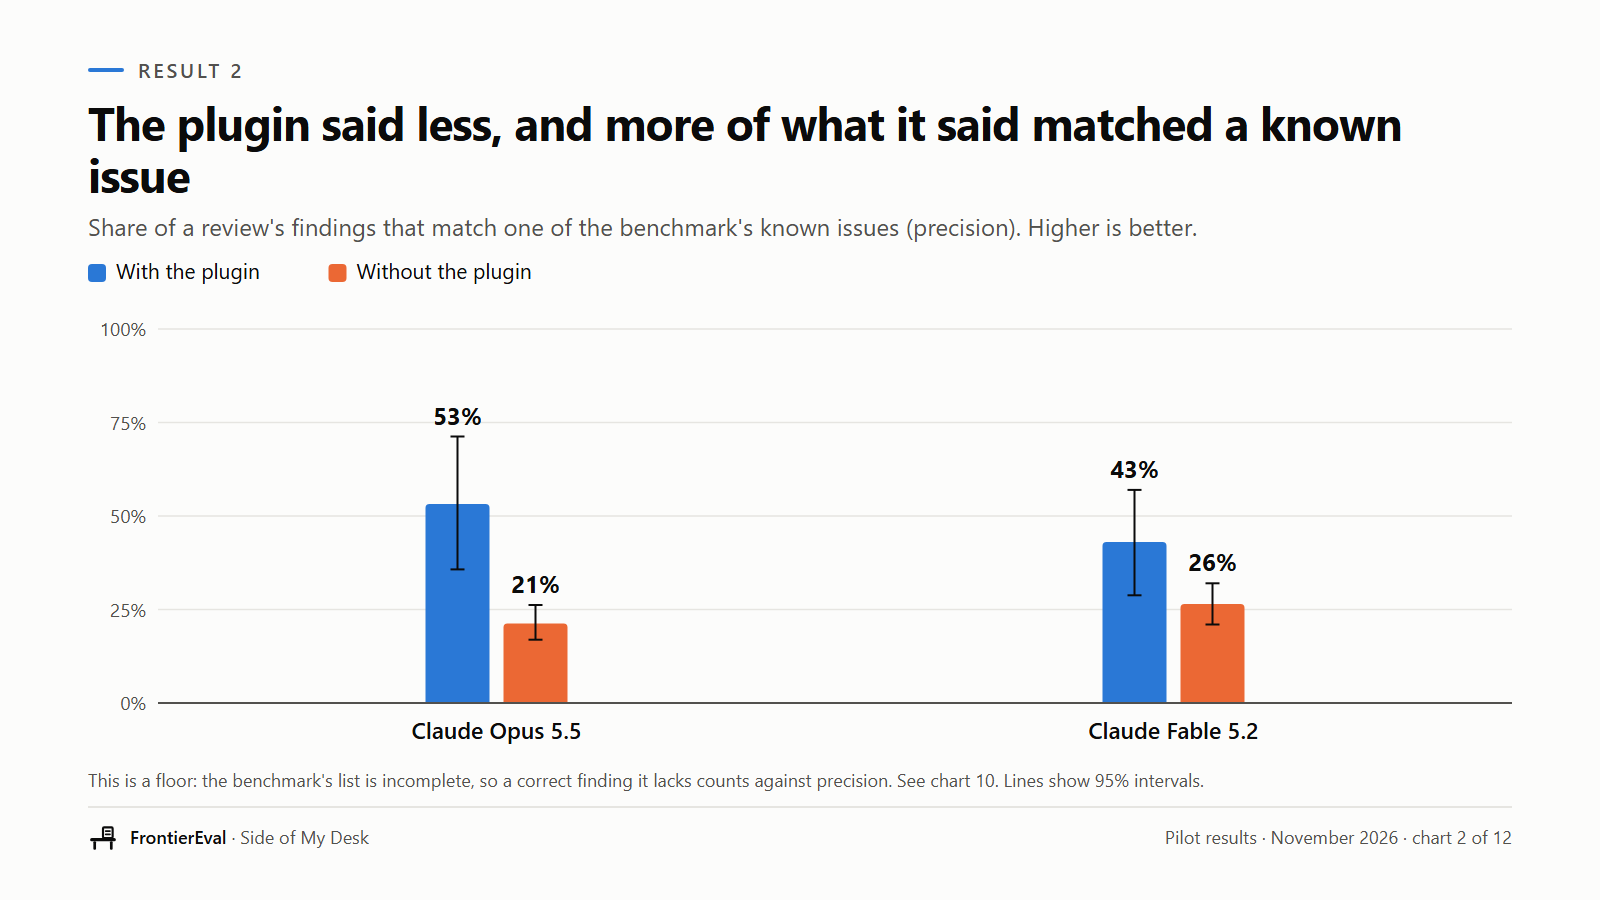 RESULT 2
The plugin said less, and more of what it said matched a known
issue
Share of a review's findings that match one of the benchmark's known issues (precision). Higher is better.
With the plugin
Without the plugin
100%
75%
50%
25%
0%
53%
21%
43%
26%
Claude Opus 5.5
Claude Fable 5.2
This is a floor: the benchmark's list is incomplete, so a correct finding it lacks counts against precision. See chart 10. Lines show 95% intervals.
FrontierEval · Side of My Desk
Pilot results · November 2026 · chart 2 of 12